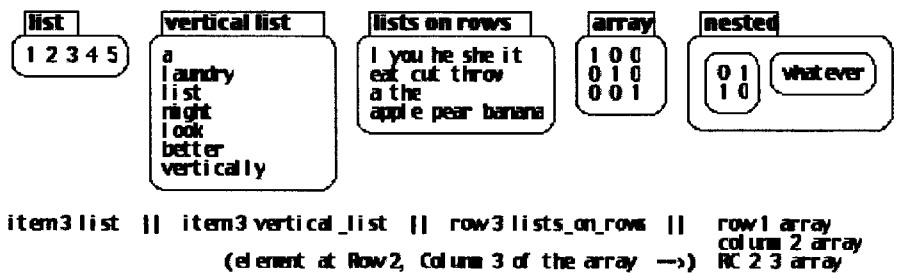 list
1 2 3 4 5
vertical list
a
laundry
list
might
look
better
vertically
lists on rows
I you he she it
eat cut throw
a the
apple pear banana
array
1 0 0
0 1 0
0 0 1
nested
0 1
1 0
whatever
item3 list || item3 vertical_list || row3 lists_on_rows || row1 array
column 2 array
(element at Row2, Column 3 of the array -->) RC 2 3 array